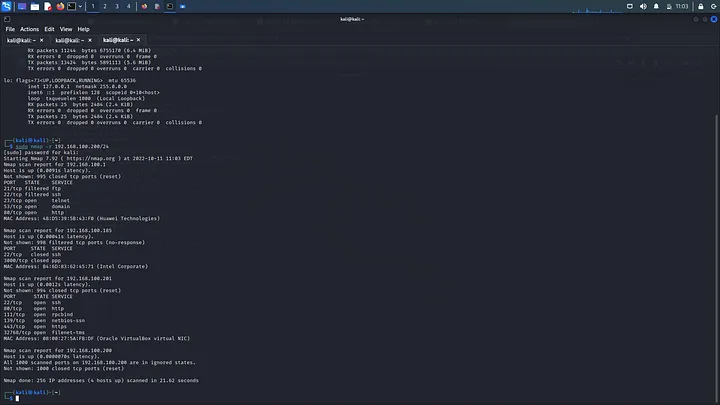 1 2 3 4
11:03
kali@kali: ~
File Actions Edit View Help
kali@kali: ~ × kali@kali: ~ × kali@kali: ~ ×
RX packets 11244 bytes 6755170 (6.4 MiB)
RX errors 0 dropped 0 overruns 0 frame 0
TX packets 13424 bytes 5891113 (5.6 MiB)
TX errors 0 dropped 0 overruns 0 carrier 0 collisions 0
lo: flags=73<UP,LOOPBACK,RUNNING> mtu 65536
inet 127.0.0.1 netmask 255.0.0.0
inet6 ::1 prefixlen 128 scopeid 0×10<host>
loop txqueuelen 1000 (Local Loopback)
RX packets 25 bytes 2484 (2.4 KiB)
RX errors 0 dropped 0 overruns 0 frame 0
TX packets 25 bytes 2484 (2.4 KiB)
TX errors 0 dropped 0 overruns 0 carrier 0 collisions 0
(kali㉿kali)-[~]
$ sudo nmap 192.168.100.200/24
[sudo] password for kali:
Starting Nmap 7.92 ( https://nmap.org ) at 2022-10-11 11:03 EDT
Nmap scan report for 192.168.100.1
Host is up (0.0091s latency).
Not shown: 995 closed tcp ports (reset)
PORT STATE SERVICE
21/tcp filtered ftp
22/tcp filtered ssh
23/tcp open telnet
53/tcp open domain
80/tcp open http
MAC Address: 48:D5:39:5B:43:F0 (Huawei Technologies)
Nmap scan report for 192.168.100.185
Host is up (0.00041s latency).
Not shown: 998 filtered tcp ports (no-response)
PORT STATE SERVICE
22/tcp closed ssh
3000/tcp closed ppp
MAC Address: B4:6D:83:62:45:71 (Intel Corporate)
Nmap scan report for 192.168.100.201
Host is up (0.0012s latency).
Not shown: 994 closed tcp ports (reset)
PORT STATE SERVICE
22/tcp open ssh
80/tcp open http
111/tcp open rpcbind
139/tcp open netbios-ssn
443/tcp open https
32768/tcp open filenet-tms
MAC Address: 08:00:27:5A:FB:DF (Oracle VirtualBox virtual NIC)
Nmap scan report for 192.168.100.200
Host is up (0.0000070s latency).
All 1000 scanned ports on 192.168.100.200 are in ignored states.
Not shown: 1000 closed tcp ports (reset)
Nmap done: 256 IP addresses (4 hosts up) scanned in 21.62 seconds
(kali㉿kali)-[~]
$